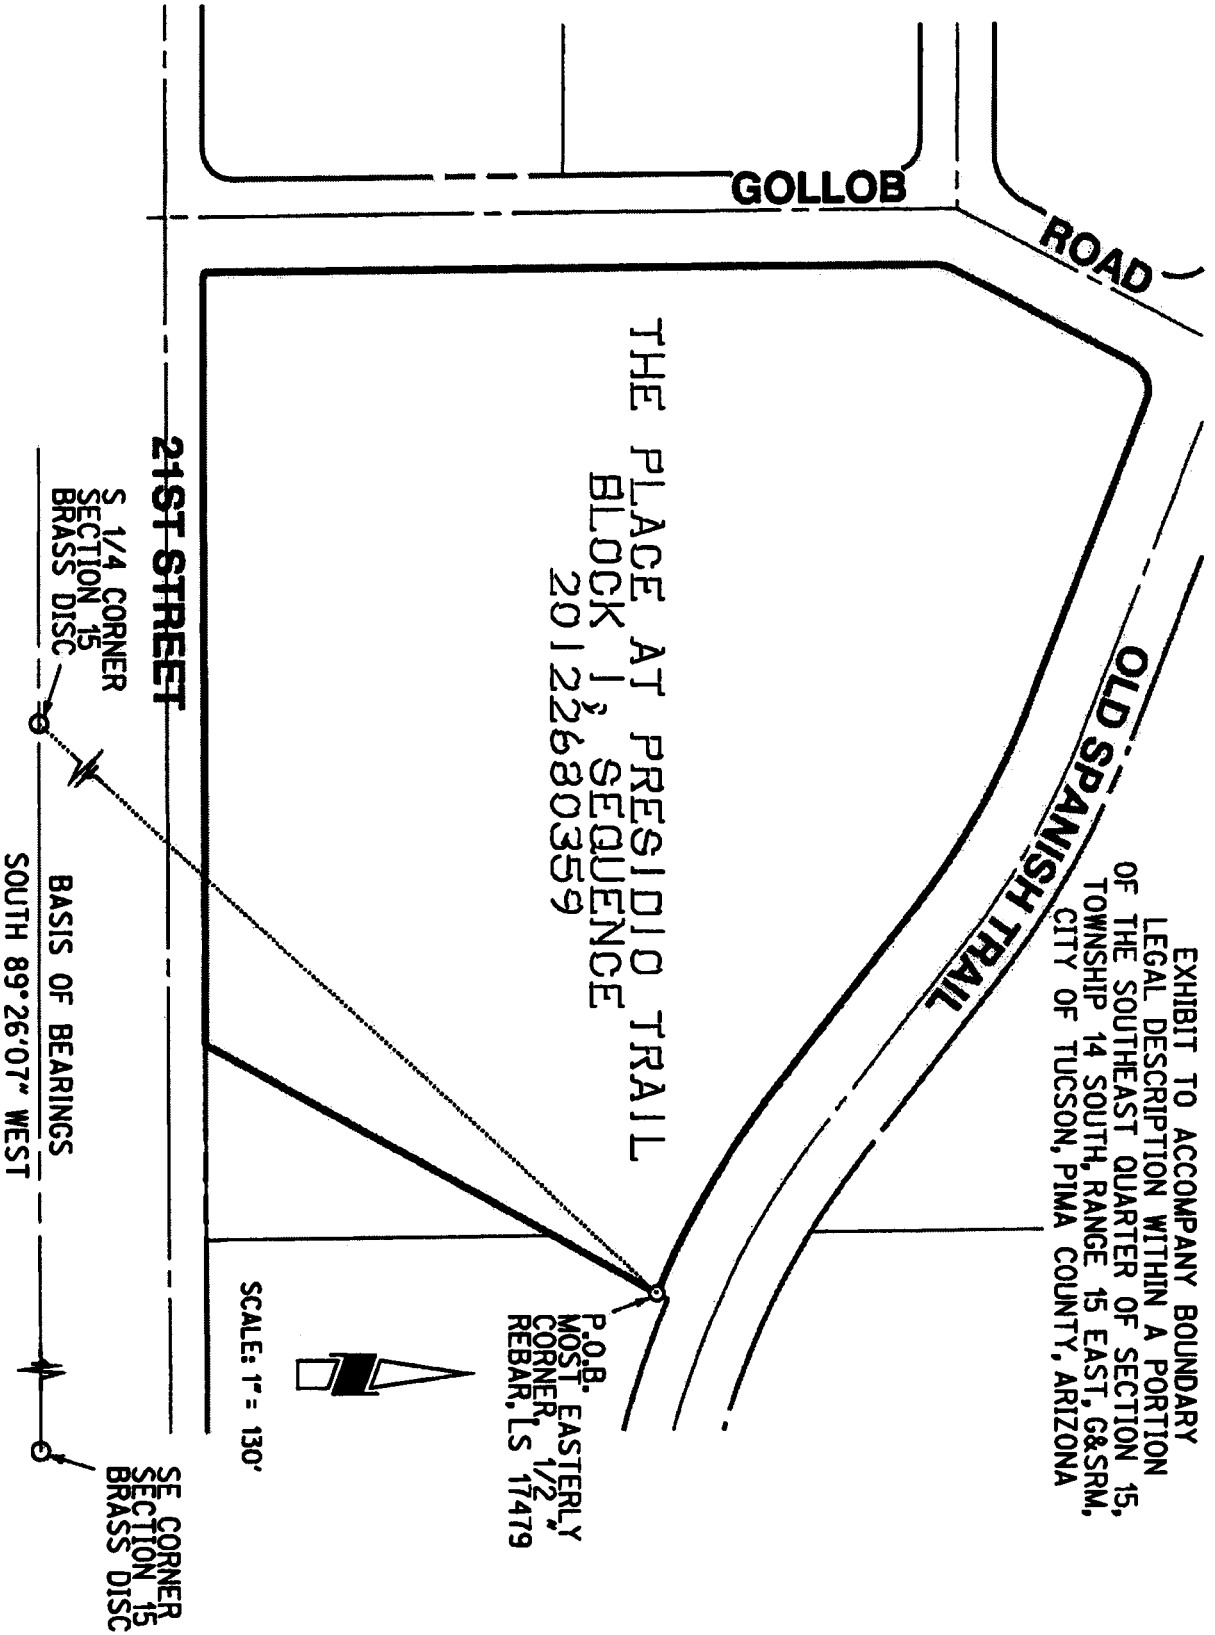 EXHIBIT TO ACCOMPANY BOUNDARY
LEGAL DESCRIPTION WITHIN A PORTION
OF THE SOUTHEAST QUARTER OF SECTION 15,
TOWNSHIP 14 SOUTH, RANGE 15 EAST, G&SRM,
CITY OF TUCSON, PIMA COUNTY, ARIZONA
GOLLOB
ROAD
OLD SPANISH TRAIL
THE PLACE AT PRESIDIO TRAIL
BLOCK 1, SEQUENCE
20122680359
P.O.B.
MOST EASTERLY
CORNER, 1/2"
REBAR, LS 17479
SCALE: 1" = 130'
21ST STREET
S 1/4 CORNER
SECTION 15
BRASS DISC
BASIS OF BEARINGS
SOUTH 89°26'07" WEST
SE CORNER
SECTION 15
BRASS DISC